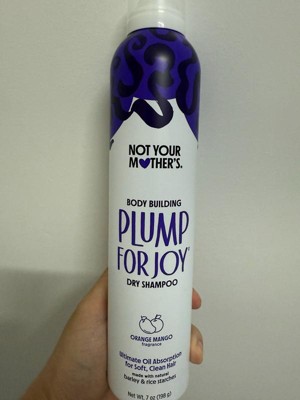 NOT YOUR
MOTHER'S®
BODY BUILDING
PLUMP
FOR JOY
DRY SHAMPOO
ORANGE MANGO
fragrance
Ultimate Oil Absorption
for Soft, Clean Hair
made with natural
barley & rice starches
Net Wt. 7 oz (198 g)